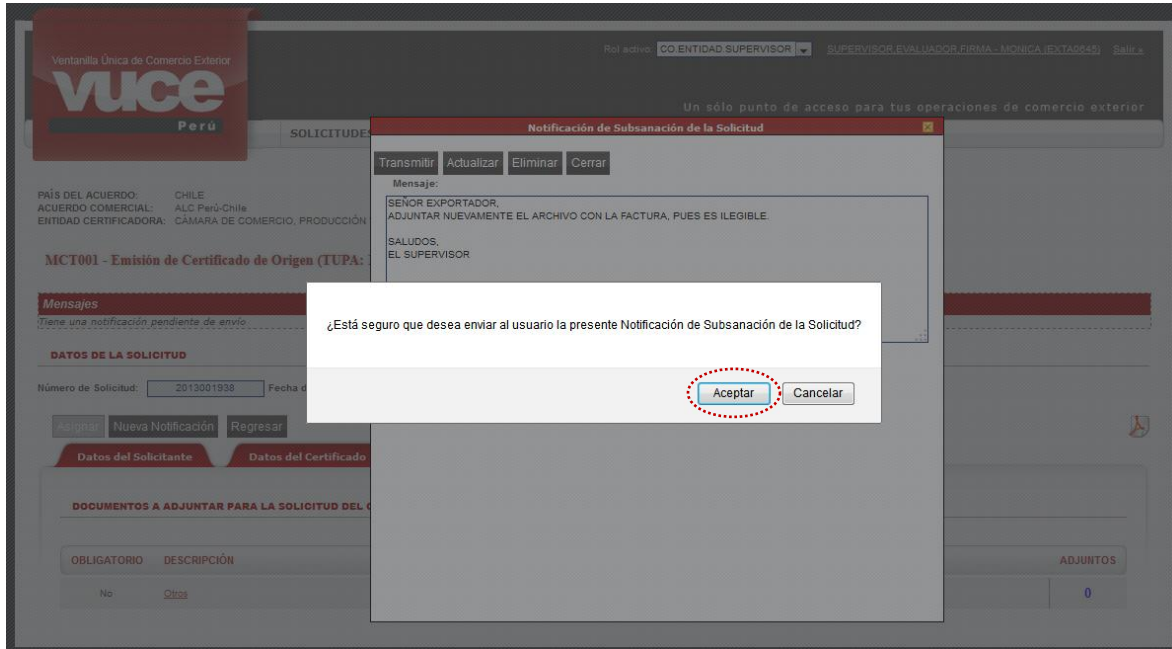 Ventanilla Única de Comercio Exterior
vuce
Perú
Rol activo: CO.ENTIDAD.SUPERVISOR SUPERVISOR.EVALUADOR.FIRMA - MONICA (EXTA0645) Salir »
Un sólo punto de acceso para tus operaciones de comercio exterior
SOLICITUDES
Notificación de Subsanación de la Solicitud
Transmitir Actualizar Eliminar Cerrar
Mensaje:
SEÑOR EXPORTADOR,
ADJUNTAR NUEVAMENTE EL ARCHIVO CON LA FACTURA, PUES ES ILEGIBLE.
SALUDOS,
EL SUPERVISOR
PAÍS DEL ACUERDO: CHILE
ACUERDO COMERCIAL: ALC Perú-Chile
ENTIDAD CERTIFICADORA: CÁMARA DE COMERCIO, PRODUCCIÓN
MCT001 - Emisión de Certificado de Origen (TUPA:
Mensajes
Tiene una notificación pendiente de envío
¿Está seguro que desea enviar al usuario la presente Notificación de Subsanación de la Solicitud?
Aceptar Cancelar
DATOS DE LA SOLICITUD
Número de Solicitud: 2013001938 Fecha d
Asignar Nueva Notificación Regresar
Datos del Solicitante Datos del Certificado
DOCUMENTOS A ADJUNTAR PARA LA SOLICITUD DEL
OBLIGATORIO DESCRIPCIÓN ADJUNTOS
No Otros 0